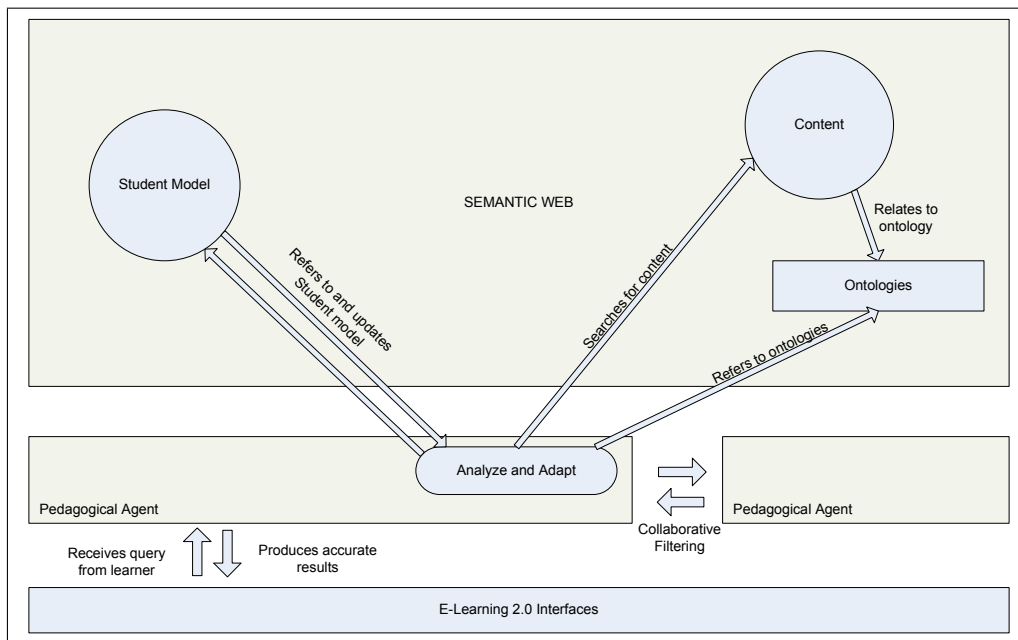 Content
Student Model
SEMANTIC WEB
Relates to
ontology
Refers to and updates
Student model
Searches for content
Ontologies
Refers to ontologies
Analyze and Adapt
Pedagogical Agent
Pedagogical Agent
Collaborative
Filtering
Receives query
from learner
Produces accurate
results
E-Learning 2.0 Interfaces